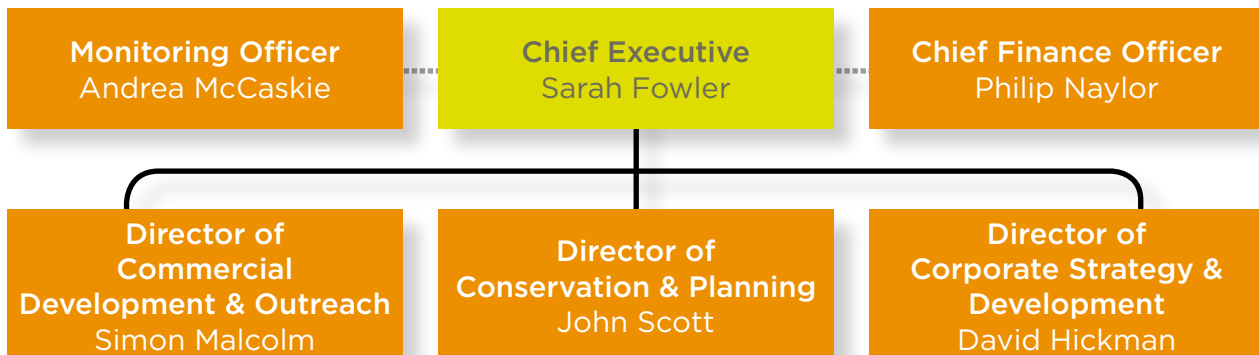 Monitoring Officer
Andrea McCaskie
Chief Executive
Sarah Fowler
Chief Finance Officer
Philip Naylor
Director of
Commercial
Development & Outreach
Simon Malcolm
Director of
Conservation & Planning
John Scott
Director of
Corporate Strategy &
Development
David Hickman